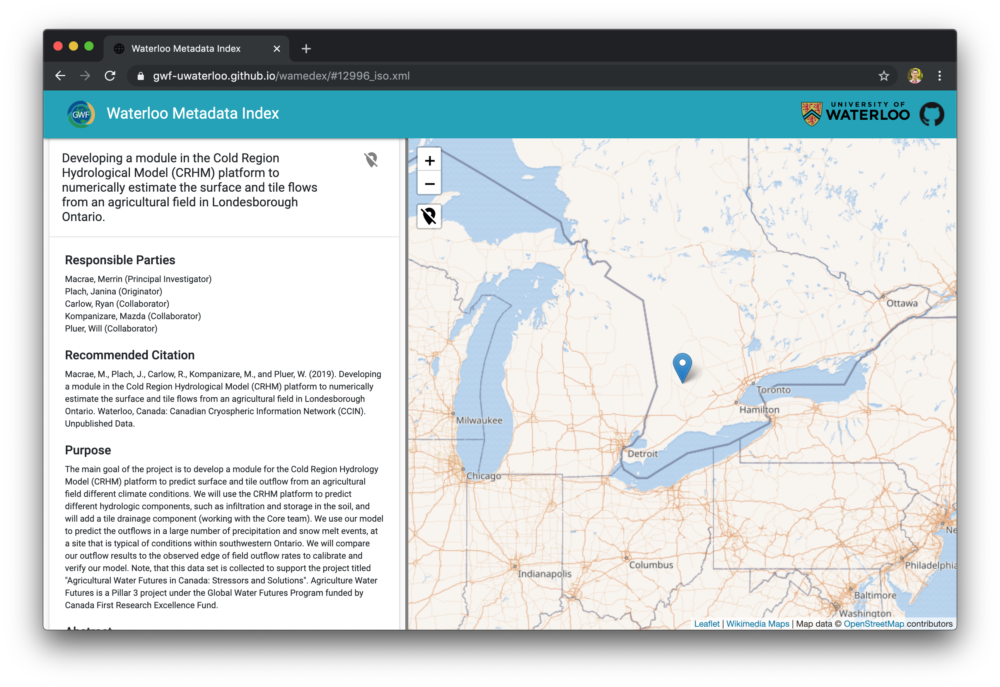 Waterloo Metadata Index
gwf-uwaterloo.github.io/wamedex/#12996_iso.xml
GWF
Waterloo Metadata Index
UNIVERSITY OF
WATERLOO
Developing a module in the Cold Region
Hydrological Model (CRHM) platform to
numerically estimate the surface and tile flows
from an agricultural field in Londesborough
Ontario.
Responsible Parties
Macrae, Merrin (Principal Investigator)
Plach, Janina (Originator)
Carlow, Ryan (Collaborator)
Kompanizare, Mazda (Collaborator)
Pluer, Will (Collaborator)
Recommended Citation
Macrae, M., Plach, J., Carlow, R., Kompanizare, M., and Pluer, W. (2019). Developing
a module in the Cold Region Hydrological Model (CRHM) platform to numerically
estimate the surface and tile flows from an agricultural field in Londesborough
Ontario. Waterloo, Canada: Canadian Cryospheric Information Network (CCIN).
Unpublished Data.
Purpose
The main goal of the project is to develop a module for the Cold Region Hydrology
Model (CRHM) platform to predict surface and tile outflow from an agricultural
field different climate conditions. We will use the CRHM platform to predict
different hydrologic components, such as infiltration and storage in the soil, and
will add a tile drainage component (working with the Core team). We use our model
to predict the outflows in a large number of precipitation and snow melt events, at
a site that is typical of conditions within southwestern Ontario. We will compare
our outflow results to the observed edge of field outflow rates to calibrate and
verify our model. Note, that this data set is collected to support the project titled
"Agricultural Water Futures in Canada: Stressors and Solutions". Agriculture Water
Futures is a Pillar 3 project under the Global Water Futures Program funded by
Canada First Research Excellence Fund.
Abstract
+
−
Ottawa
Toronto
Hamilton
Milwaukee
Detroit
Chicago
Ne
Columbus
Philadelphia
Indianapolis
Baltimore
Washington
Leaflet | Wikimedia Maps | Map data © OpenStreetMap contributors